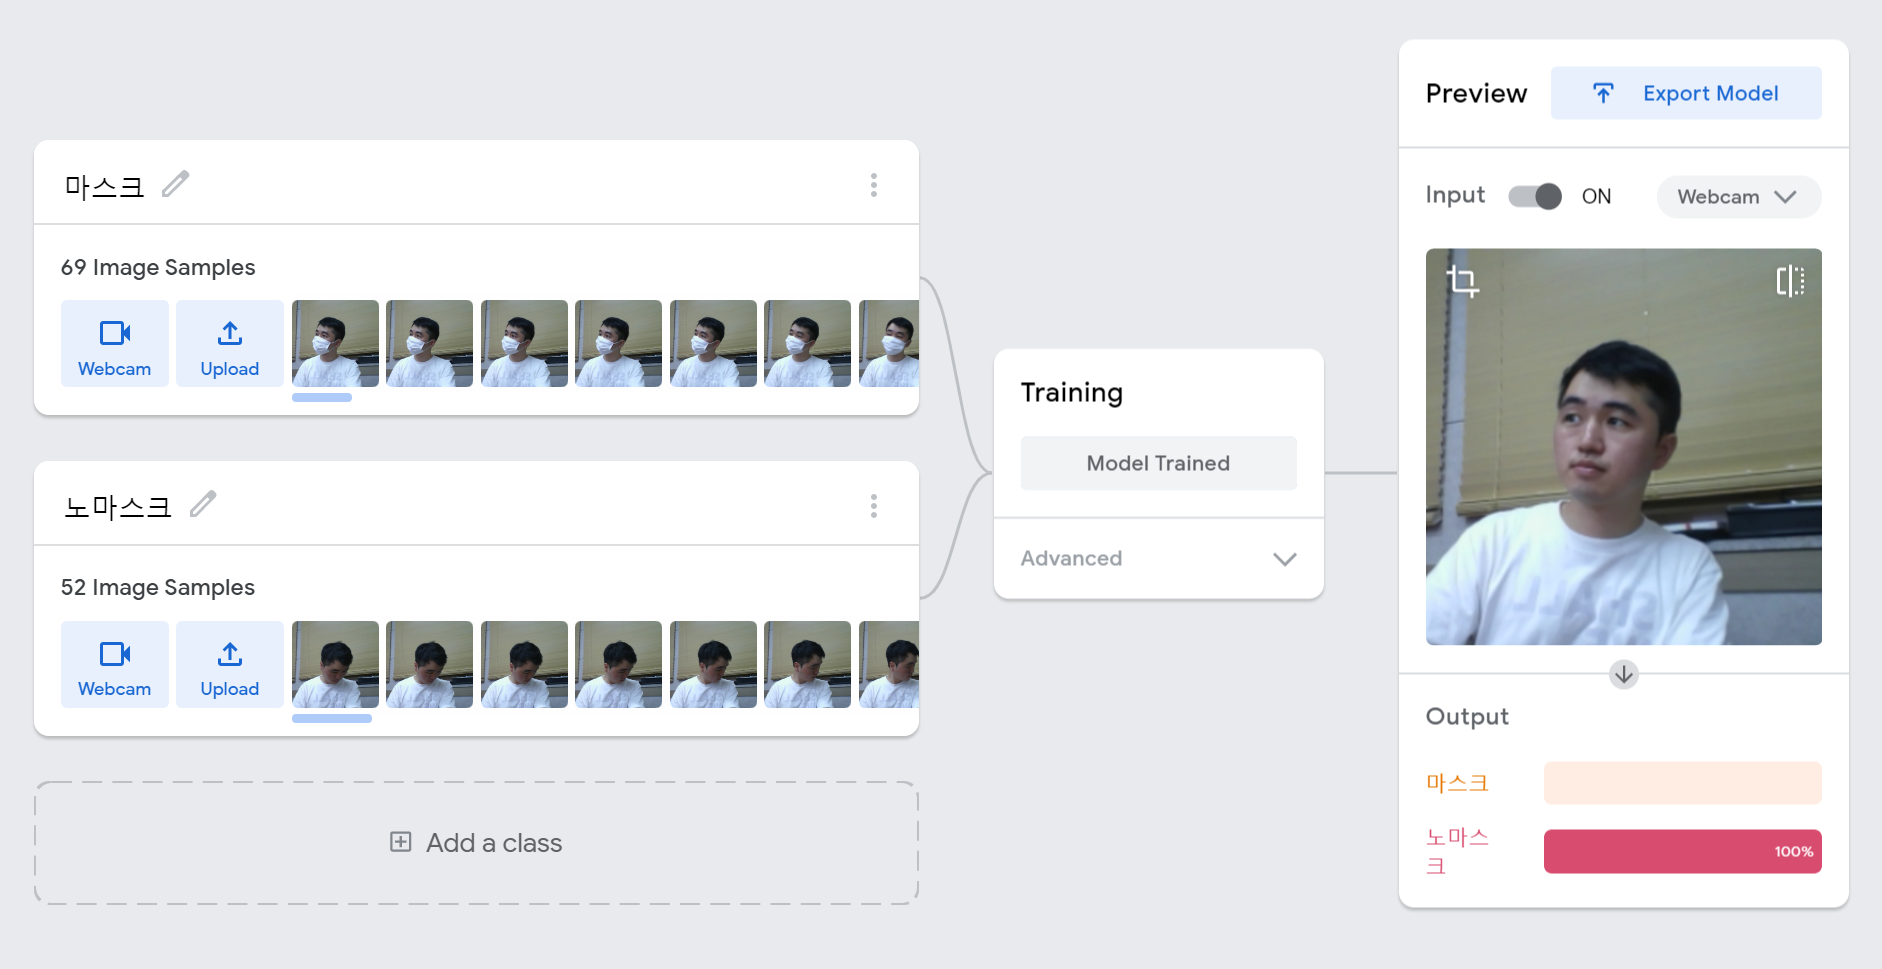 마스크
69 Image Samples
Webcam
Upload
노마스크
52 Image Samples
Webcam
Upload
Add a class
Training
Model Trained
Advanced
Preview
Export Model
Input
ON
Webcam
Output
마스크
노마스
크
100%